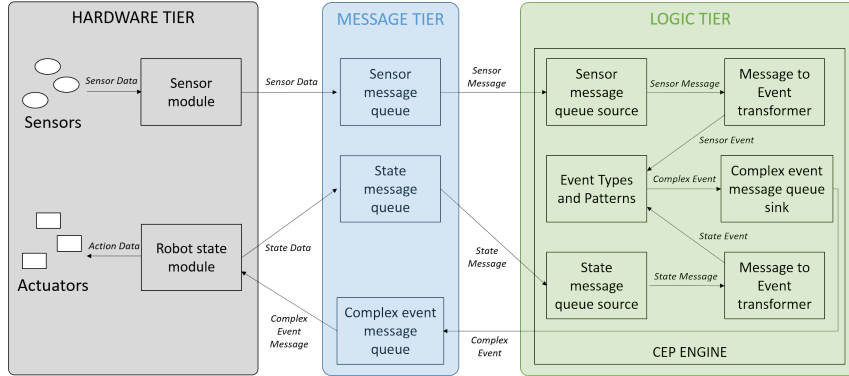 HARDWARE TIER
MESSAGE TIER
LOGIC TIER
Sensors
Sensor Data
Sensor
module
Sensor Data
Sensor
message
queue
Sensor
Message
Sensor
message
queue source
Sensor Message
Message to
Event
transformer
Sensor Event
State
message
queue
Event Types
and Patterns
Complex Event
Complex event
message queue
sink
State Event
Actuators
Action Data
Robot state
module
State Data
State
Message
State
message
queue source
State Message
Message to
Event
transformer
Complex
Event
Message
Complex event
message
queue
Complex
Event
CEP ENGINE